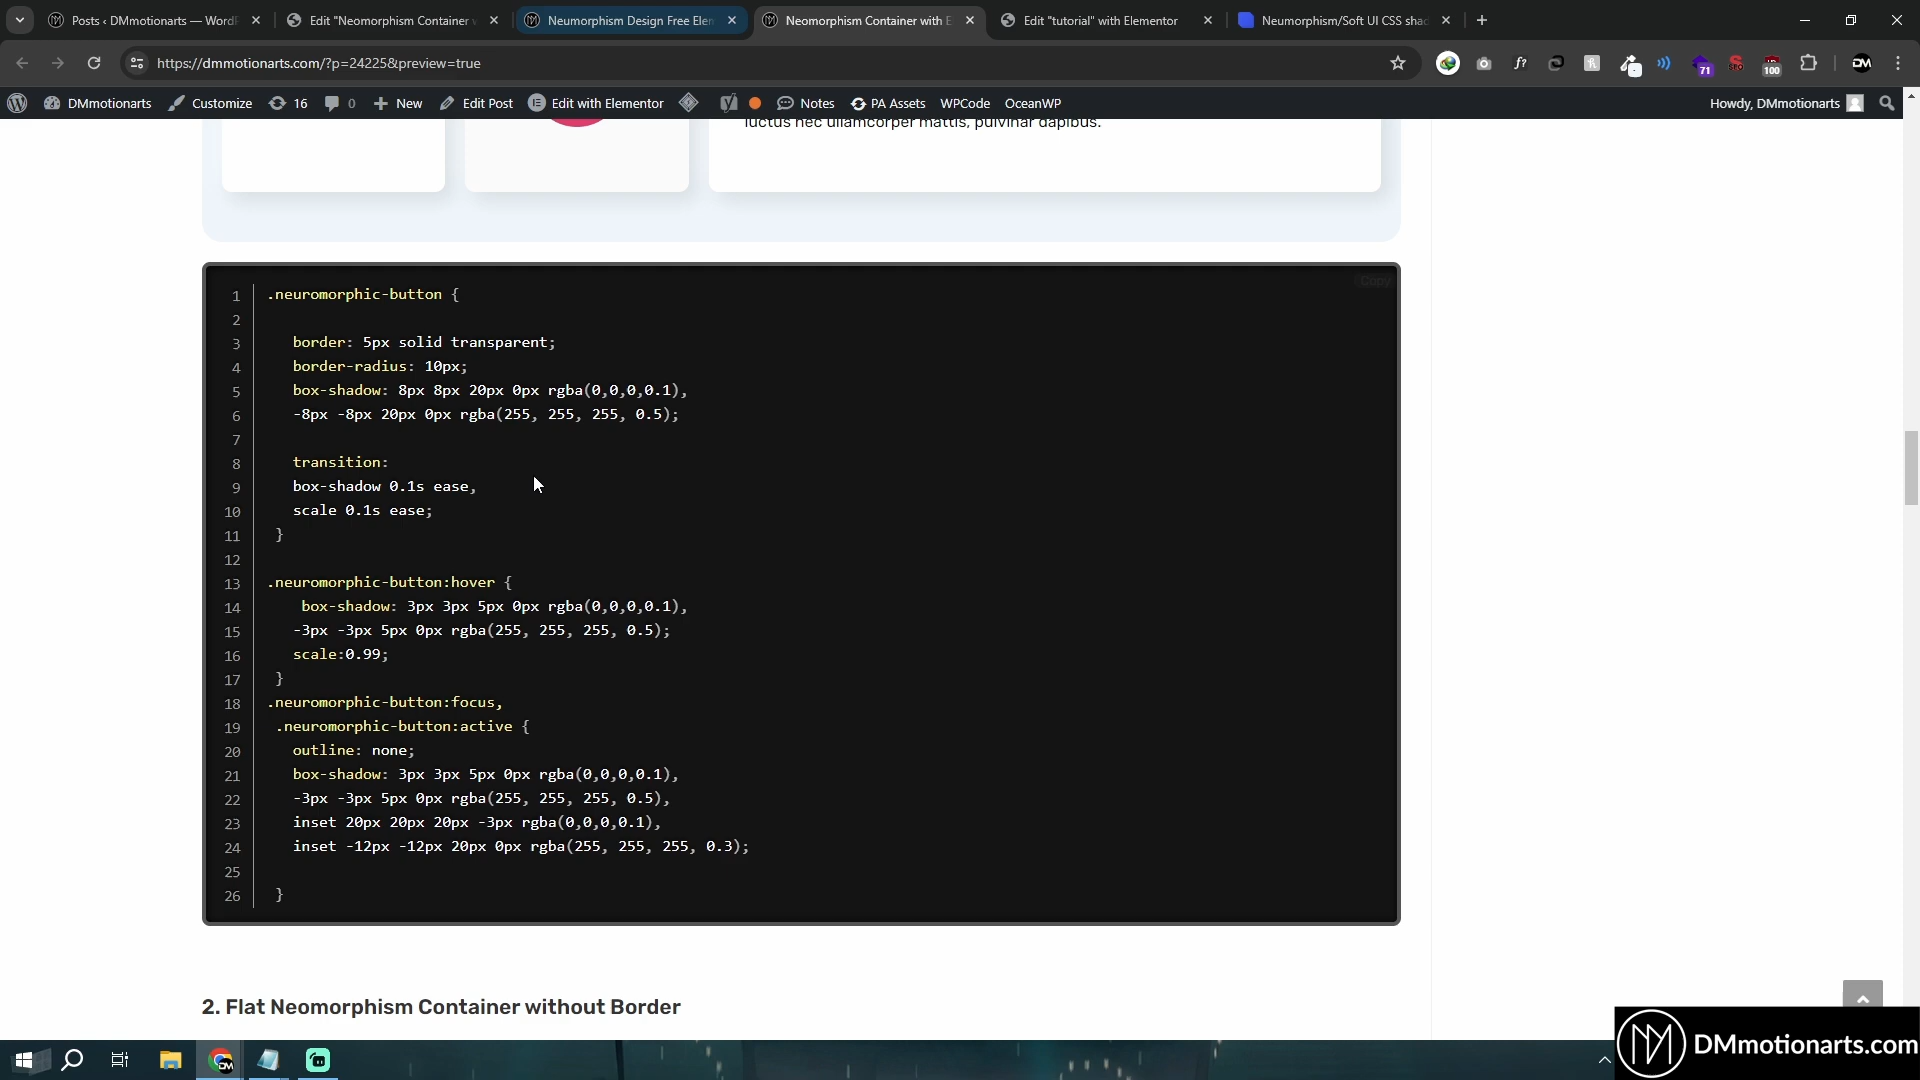 Posts ‹ DMmotionarts — WordP
Edit "Neomorphism Container w
Neumorphism Design Free Elem
Neomorphism Container with E
Edit "tutorial" with Elementor
Neumorphism/Soft UI CSS shad
https://dmmotionarts.com/?p=24225&preview=true
71
100
DM
DMmotionarts
Customize
16
0
New
Edit Post
Edit with Elementor
Notes
PA Assets
WPCode
OceanWP
Howdy, DMmotionarts
luctus nec ullamcorper mattis, pulvinar dapibus.
Copy
1 .neuromorphic-button {
2
3 border: 5px solid transparent;
4 border-radius: 10px;
5 box-shadow: 8px 8px 20px 0px rgba(0,0,0,0.1),
6 -8px -8px 20px 0px rgba(255, 255, 255, 0.5);
7
8 transition:
9 box-shadow 0.1s ease,
10 scale 0.1s ease;
11 }
12
13 .neuromorphic-button:hover {
14 box-shadow: 3px 3px 5px 0px rgba(0,0,0,0.1),
15 -3px -3px 5px 0px rgba(255, 255, 255, 0.5);
16 scale:0.99;
17 }
18 .neuromorphic-button:focus,
19 .neuromorphic-button:active {
20 outline: none;
21 box-shadow: 3px 3px 5px 0px rgba(0,0,0,0.1),
22 -3px -3px 5px 0px rgba(255, 255, 255, 0.5),
23 inset 20px 20px 20px -3px rgba(0,0,0,0.1),
24 inset -12px -12px 20px 0px rgba(255, 255, 255, 0.3);
25
26 }
2. Flat Neomorphism Container without Border
DMmotionarts.com